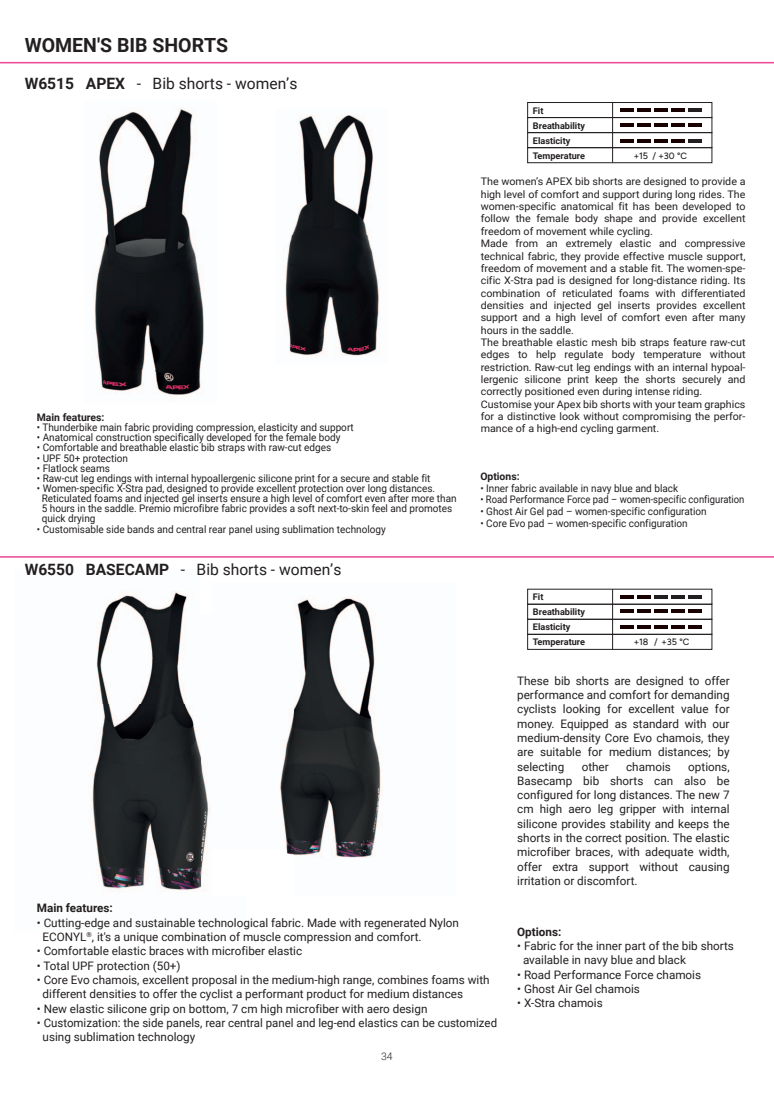 WOMEN'S BIB SHORTS
W6515 APEX - Bib shorts - women’s
Fit
Breathability
Elasticity
Temperature +15 / +30 °C
The women’s APEX bib shorts are designed to provide a
high level of comfort and support during long rides. The
women-specific anatomical fit has been developed to
follow the female body shape and provide excellent
freedom of movement while cycling.
Made from an extremely elastic and compressive
technical fabric, they provide effective muscle support,
freedom of movement and a stable fit. The women-spe-
cific X-Stra pad is designed for long-distance riding. Its
combination of reticulated foams with differentiated
densities and injected gel inserts provides excellent
support and a high level of comfort even after many
hours in the saddle.
The breathable elastic mesh bib straps feature raw-cut
edges to help regulate body temperature without
restriction. Raw-cut leg endings with an internal hypoal-
lergenic silicone print keep the shorts securely and
correctly positioned even during intense riding.
Customise your Apex bib shorts with your team graphics
for a distinctive look without compromising the perfor-
mance of a high-end cycling garment.
APEX
APEX
APEX
APEX
Main features:
• Thunderbike main fabric providing compression, elasticity and support
• Anatomical construction specifically developed for the female body
• Comfortable and breathable elastic bib straps with raw-cut edges
• UPF 50+ protection
• Flatlock seams
• Raw-cut leg endings with internal hypoallergenic silicone print for a secure and stable fit
• Women-specific X-Stra pad, designed to provide excellent protection over long distances.
Reticulated foams and injected gel inserts ensure a high level of comfort even after more than
5 hours in the saddle. Premio microfibre fabric provides a soft next-to-skin feel and promotes
quick drying
• Customisable side bands and central rear panel using sublimation technology
Options:
• Inner fabric available in navy blue and black
• Road Performance Force pad – women-specific configuration
• Ghost Air Gel pad – women-specific configuration
• Core Evo pad – women-specific configuration
W6550 BASECAMP - Bib shorts - women’s
Fit
Breathability
Elasticity
Temperature +18 / +35 °C
These bib shorts are designed to offer
performance and comfort for demanding
cyclists looking for excellent value for
money. Equipped as standard with our
medium-density Core Evo chamois, they
are suitable for medium distances; by
selecting other chamois options,
Basecamp bib shorts can also be
configured for long distances. The new 7
cm high aero leg gripper with internal
silicone provides stability and keeps the
shorts in the correct position. The elastic
microfiber braces, with adequate width,
offer extra support without causing
irritation or discomfort.
Main features:
• Cutting-edge and sustainable technological fabric. Made with regenerated Nylon
ECONYL®, it’s a unique combination of muscle compression and comfort.
• Comfortable elastic braces with microfiber elastic
• Total UPF protection (50+)
• Core Evo chamois, excellent proposal in the medium-high range, combines foams with
different densities to offer the cyclist a performant product for medium distances
• New elastic silicone grip on bottom, 7 cm high microfiber with aero design
• Customization: the side panels, rear central panel and leg-end elastics can be customized
using sublimation technology
Options:
• Fabric for the inner part of the bib shorts
available in navy blue and black
• Road Performance Force chamois
• Ghost Air Gel chamois
• X-Stra chamois
34